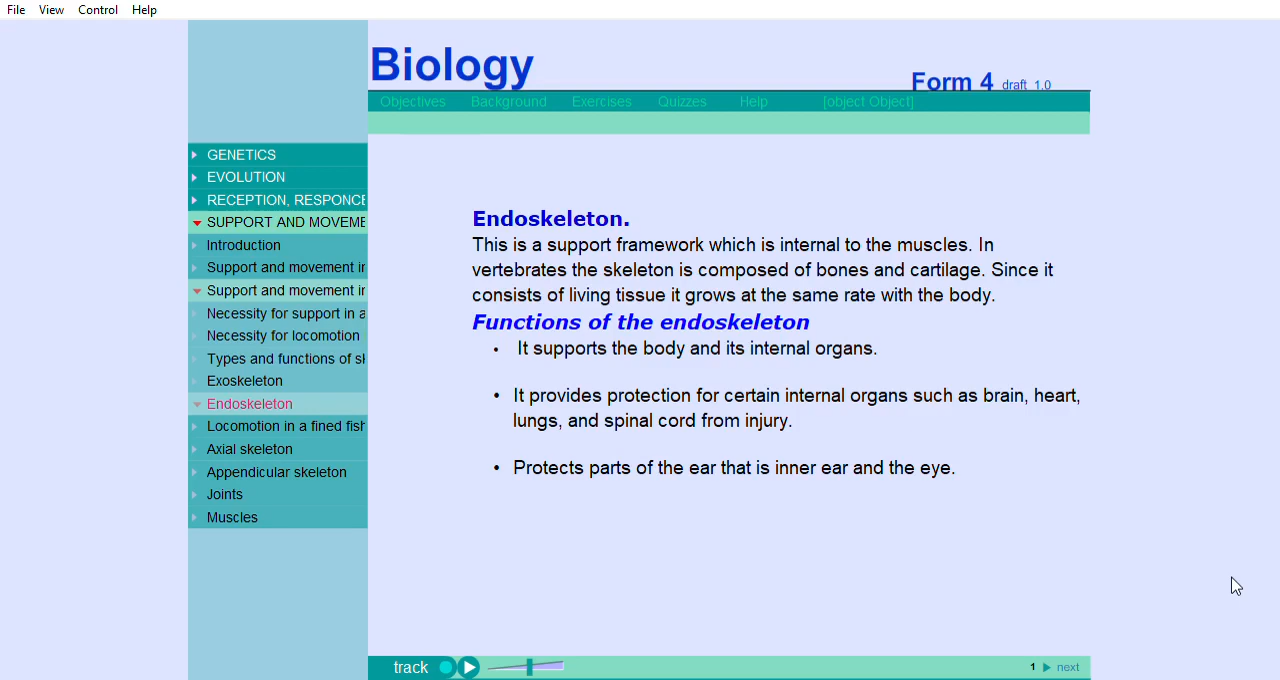 File View Control Help
Biology
Form 4 draft 1.0
Objectives Background Exercises Quizzes Help [object Object]
GENETICS
EVOLUTION
RECEPTION, RESPONCE
SUPPORT AND MOVEME
Introduction
Support and movement in
Support and movement in
Necessity for support in a
Necessity for locomotion
Types and functions of sk
Exoskeleton
Endoskeleton
Locomotion in a fined fish
Axial skeleton
Appendicular skeleton
Joints
Muscles
Endoskeleton.
This is a support framework which is internal to the muscles. In
vertebrates the skeleton is composed of bones and cartilage. Since it
consists of living tissue it grows at the same rate with the body.
Functions of the endoskeleton
• It supports the body and its internal organs.
• It provides protection for certain internal organs such as brain, heart,
lungs, and spinal cord from injury.
• Protects parts of the ear that is inner ear and the eye.
track
1 next